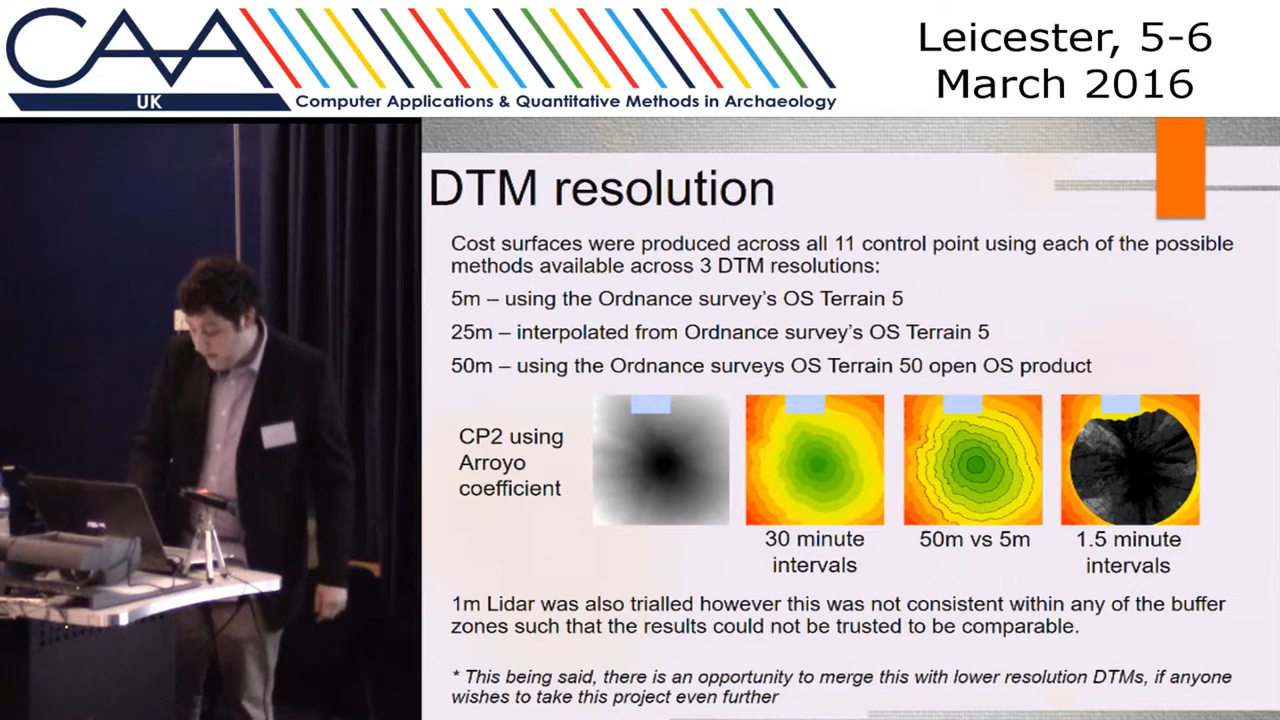 CAA
UK
Computer Applications & Quantitative Methods in Archaeology
Leicester, 5-6
March 2016
DTM resolution
Cost surfaces were produced across all 11 control point using each of the possible
methods available across 3 DTM resolutions:
5m – using the Ordnance survey's OS Terrain 5
25m – interpolated from Ordnance survey's OS Terrain 5
50m – using the Ordnance surveys OS Terrain 50 open OS product
CP2 using
Arroyo
coefficient
30 minute
intervals
50m vs 5m
1.5 minute
intervals
1m Lidar was also trialled however this was not consistent within any of the buffer
zones such that the results could not be trusted to be comparable.
* This being said, there is an opportunity to merge this with lower resolution DTMs, if anyone
wishes to take this project even further